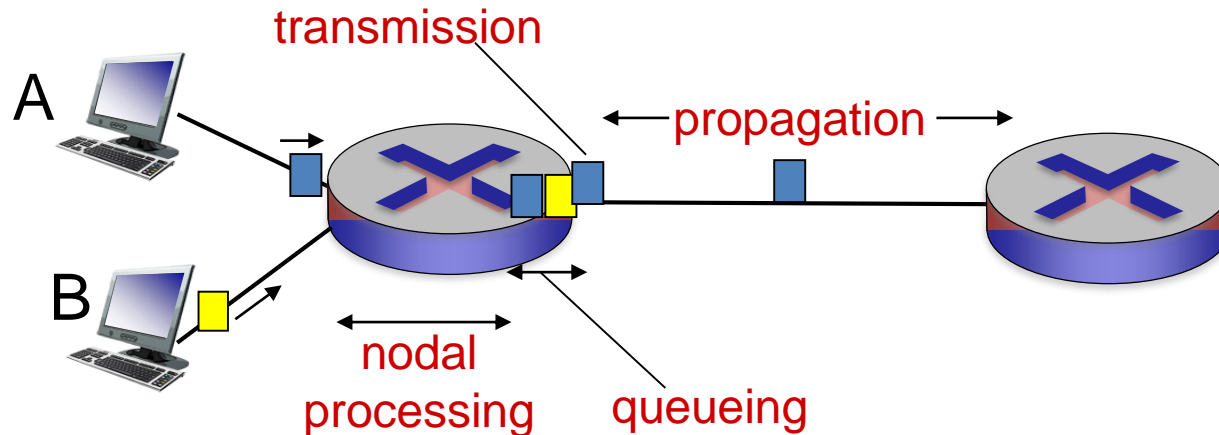 transmission
A
propagation
B
nodal
processing
queueing